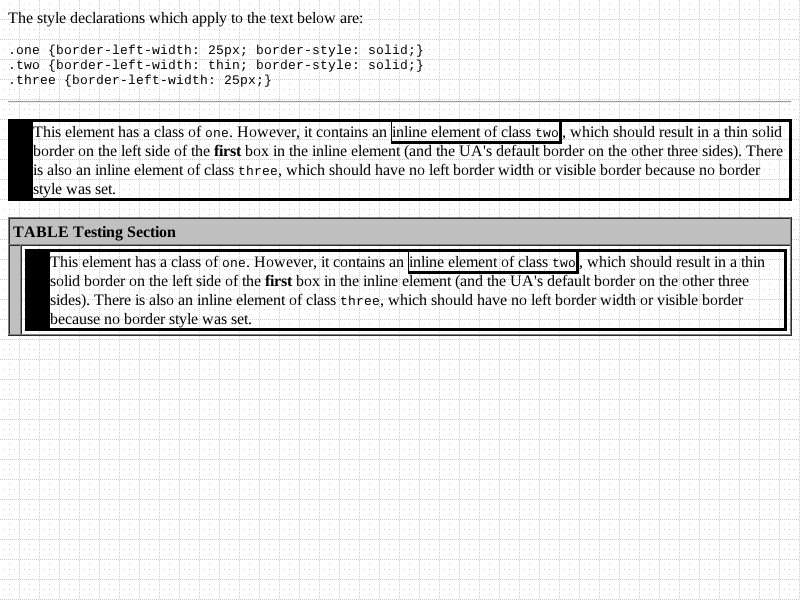 The style declarations which apply to the text below are:
.one {border-left-width: 25px; border-style: solid;}
.two {border-left-width: thin; border-style: solid;}
.three {border-left-width: 25px;}
This element has a class of one. However, it contains an inline element of class two, which should result in a thin solid
border on the left side of the first box in the inline element (and the UA's default border on the other three sides). There
is also an inline element of class three, which should have no left border width or visible border because no border
style was set.
TABLE Testing Section
This element has a class of one. However, it contains an inline element of class two, which should result in a thin
solid border on the left side of the first box in the inline element (and the UA's default border on the other three
sides). There is also an inline element of class three, which should have no left border width or visible border
because no border style was set.